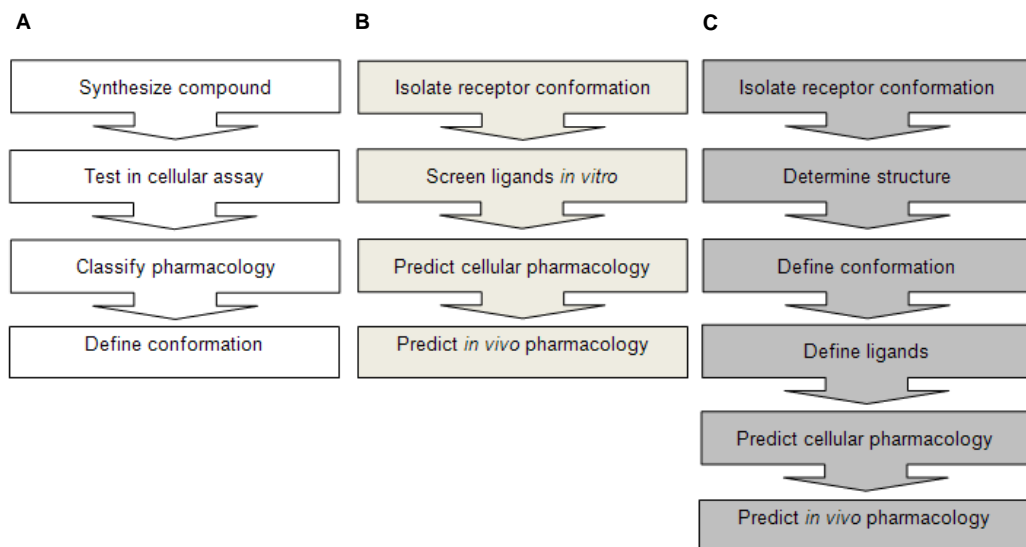 A
Synthesize compound
Test in cellular assay
Classify pharmacology
Define conformation
B
Isolate receptor conformation
Screen ligands in vitro
Predict cellular pharmacology
Predict in vivo pharmacology
C
Isolate receptor conformation
Determine structure
Define conformation
Define ligands
Predict cellular pharmacology
Predict in vivo pharmacology